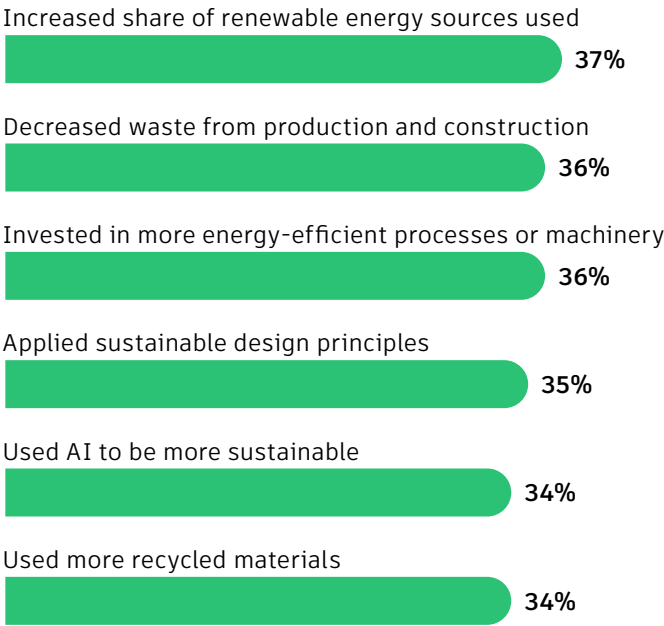 Increased share of renewable energy sources used
37%
Decreased waste from production and construction
36%
Invested in more energy-efficient processes or machinery
36%
Applied sustainable design principles
35%
Used AI to be more sustainable
34%
Used more recycled materials
34%